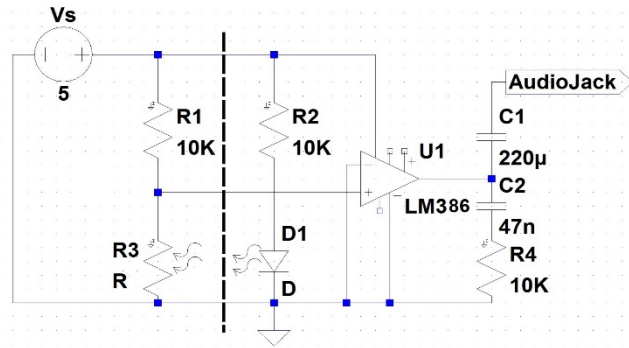 Vs
5
R1
10K
R2
10K
R3
R
D1
D
U1
LM386
AudioJack
C1
220µ
C2
47n
R4
10K